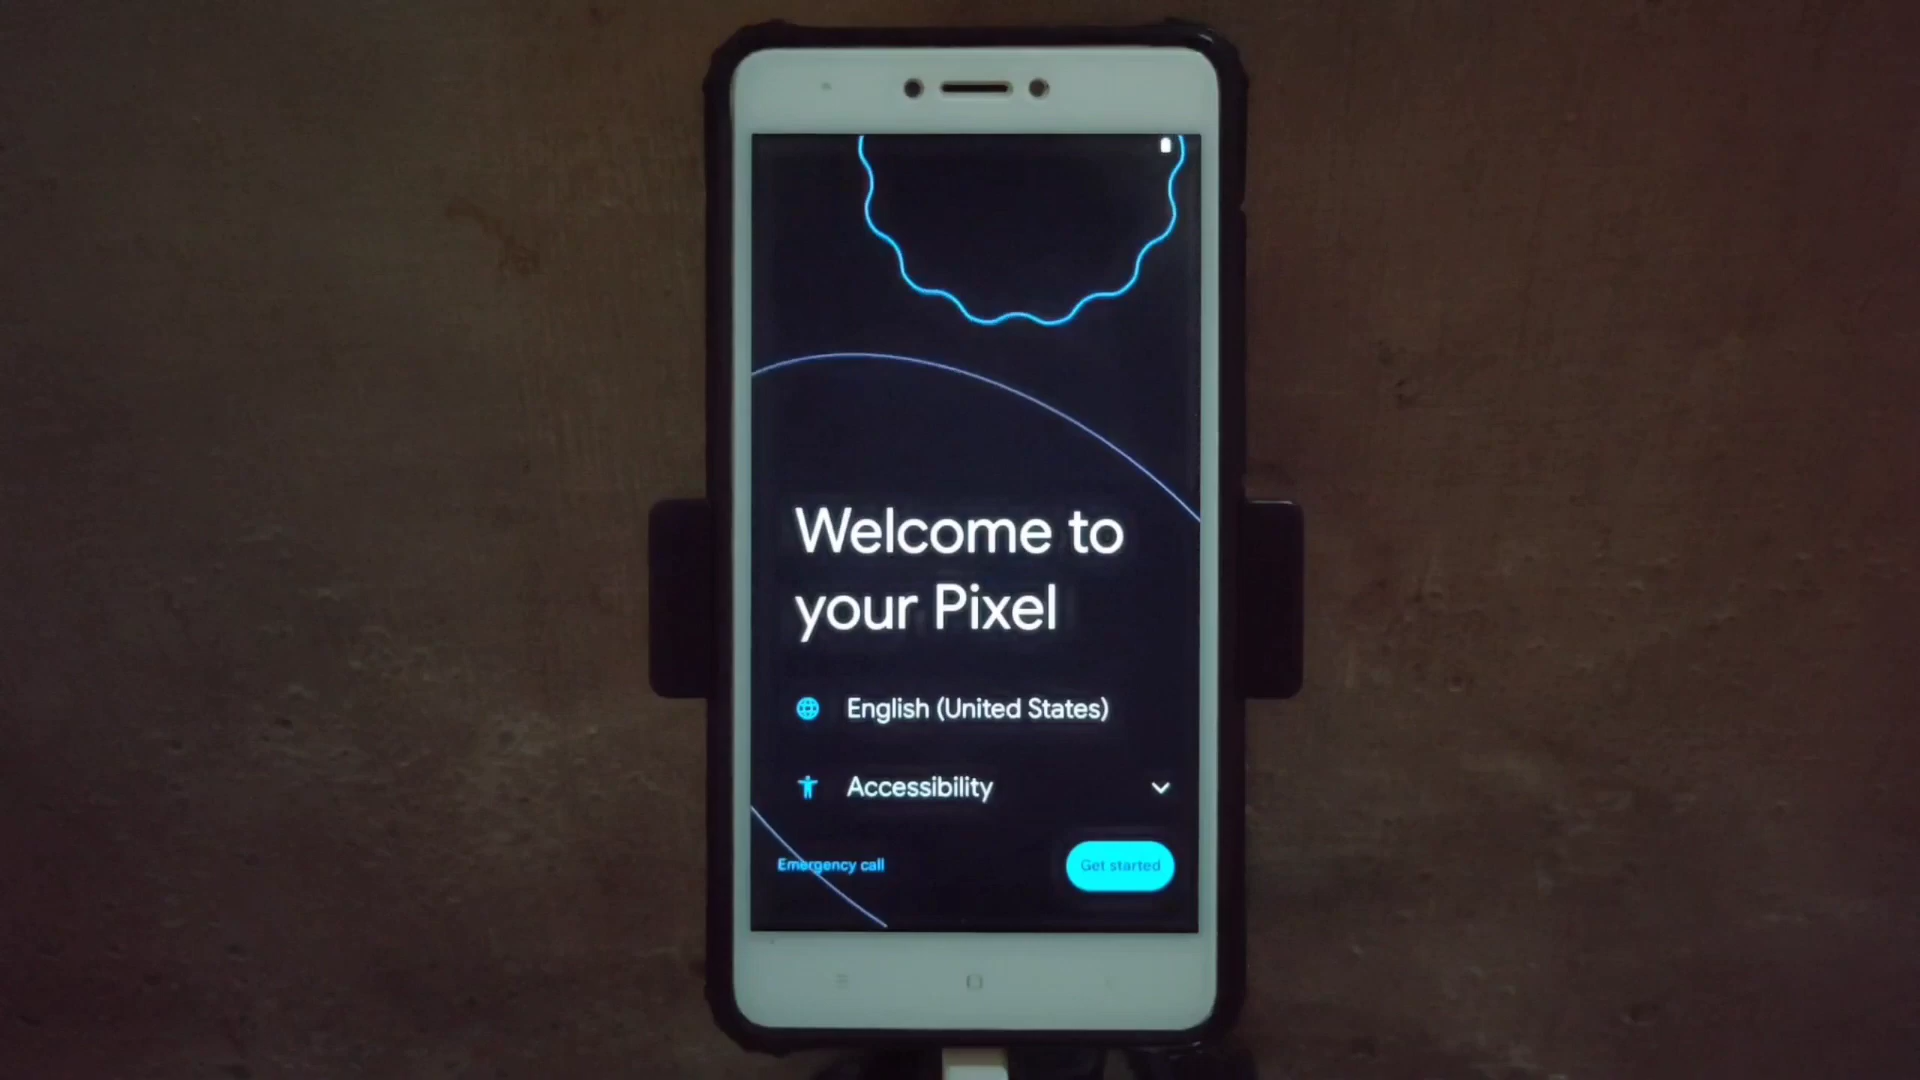 Welcome to
your Pixel
English (United States)
Accessibility
Emergency call
Get started